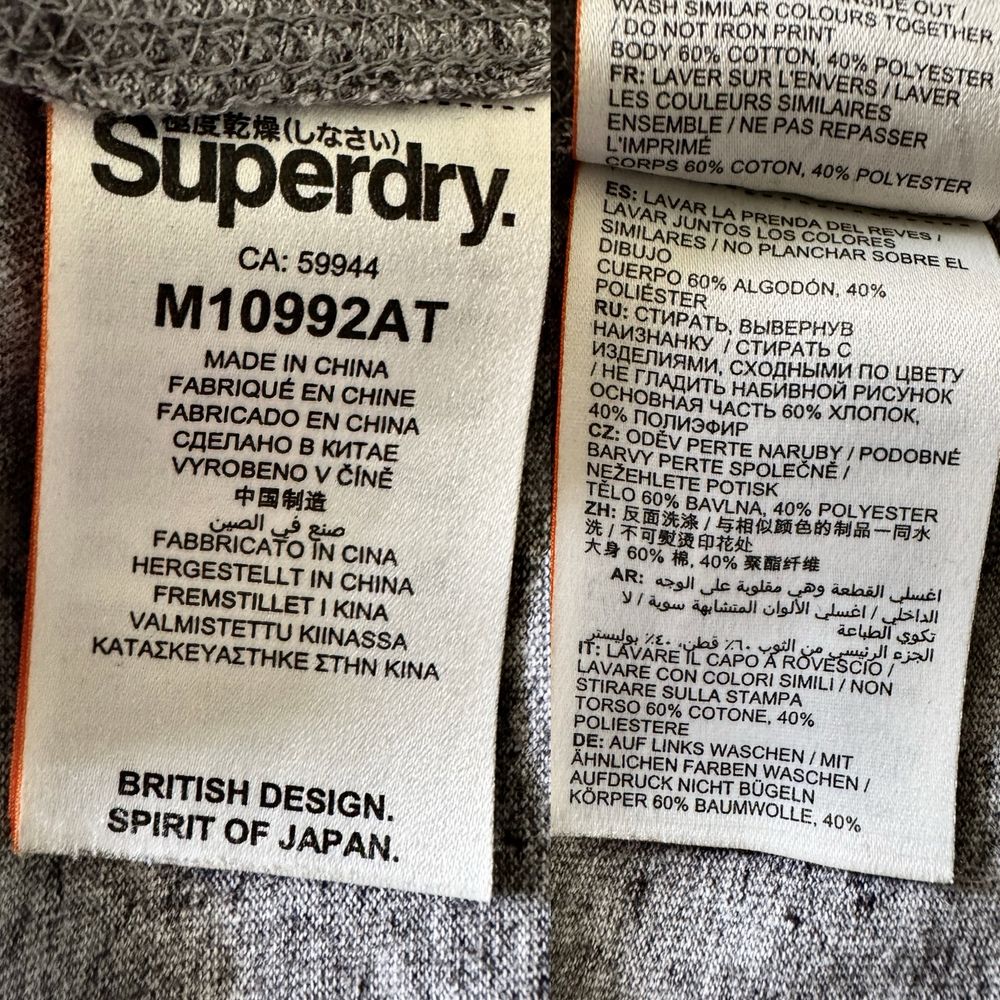 極度乾燥(しなさい)
Superdry.
CA: 59944
M10992AT
MADE IN CHINA
FABRIQUÉ EN CHINE
FABRICADO EN CHINA
СДЕЛАНО В КИТАЕ
VYROBENO V ČÍNĚ
中国制造
صنع في الصين
FABBRICATO IN CINA
HERGESTELLT IN CHINA
FREMSTILLET I KINA
VALMISTETTU KIINASSA
ΚΑΤΑΣΚΕΥΑΣΤΗΚΕ ΣΤΗΝ ΚΙΝΑ
BRITISH DESIGN.
SPIRIT OF JAPAN.
OUT /
WASH SIMILAR COLOURS TOGETHER
/ DO NOT IRON PRINT
BODY 60% COTTON, 40% POLYESTER
FR: LAVER SUR L'ENVERS / LAVER
LES COULEURS SIMILAIRES
ENSEMBLE / NE PAS REPASSER
L'IMPRIMÉ
CORPS 60% COTON, 40% POLYESTER
ES: LAVAR LA PRENDA DEL REVES /
LAVAR JUNTOS LOS COLORES
SIMILARES / NO PLANCHAR SOBRE EL
DIBUJO
CUERPO 60% ALGODÓN, 40%
POLIÉSTER
RU: СТИРАТЬ, ВЫВЕРНУВ
НАИЗНАНКУ / СТИРАТЬ С
ИЗДЕЛИЯМИ, СХОДНЫМИ ПО ЦВЕТУ
/ НЕ ГЛАДИТЬ НАБИВНОЙ РИСУНОК
ОСНОВНАЯ ЧАСТЬ 60% ХЛОПОК,
40% ПОЛИЭФИР
CZ: ODĚV PERTE NARUBY / PODOBNÉ
BARVY PERTE SPOLEČNĚ /
NEŽEHLETE POTISK
TĚLO 60% BAVLNA, 40% POLYESTER
ZH: 反面洗涤 / 与相似颜色的制品一同水
洗 / 不可熨烫印花处
大身 60% 棉, 40% 聚酯纤维
AR: اغسلي القطعة وهي مقلوبة على الوجه
الداخلي / اغسلي الألوان المتشابهة سوية / لا
تكوي الطباعة
الجزء الرئيسي من الثوب ٦٠٪ قطن, ٤٠٪ بوليستر
IT: LAVARE IL CAPO A ROVESCIO /
LAVARE CON COLORI SIMILI / NON
STIRARE SULLA STAMPA
TORSO 60% COTONE, 40%
POLIESTERE
DE: AUF LINKS WASCHEN / MIT
ÄHNLICHEN FARBEN WASCHEN /
AUFDRUCK NICHT BÜGELN
KÖRPER 60% BAUMWOLLE, 40%